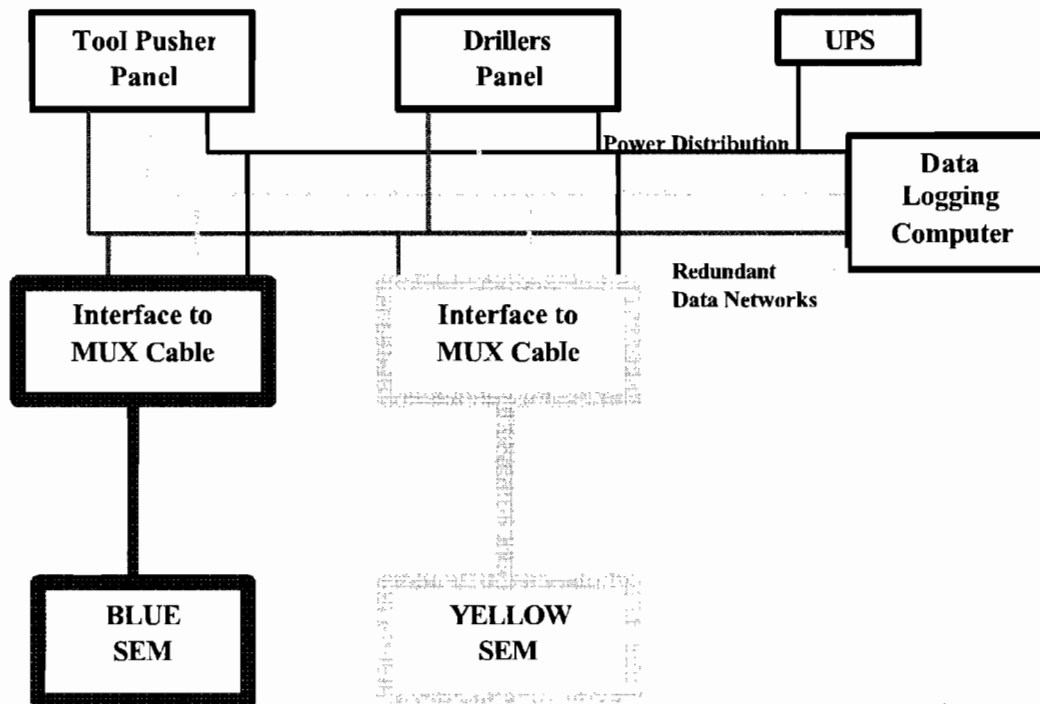 Tool Pusher
Panel
Drillers
Panel
UPS
Power Distribution
Data
Logging
Computer
Redundant
Data Networks
Interface to
MUX Cable
Interface to
MUX Cable
BLUE
SEM
YELLOW
SEM